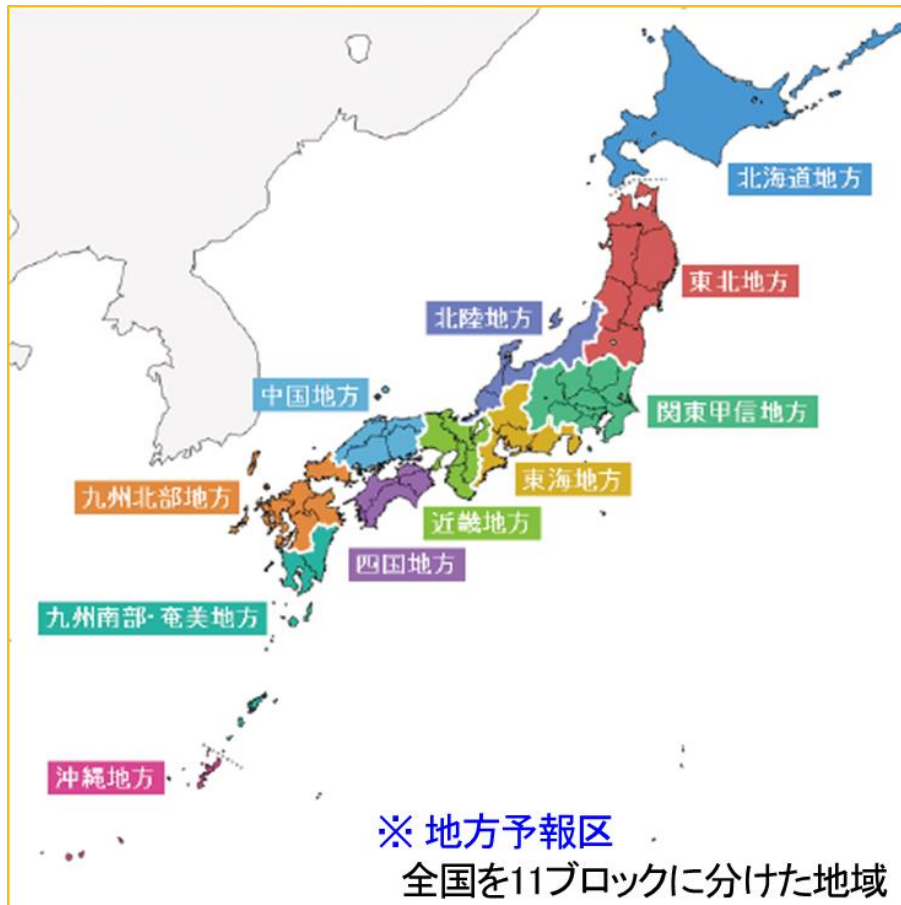 北海道地方
東北地方
北陸地方
中国地方
関東甲信地方
東海地方
九州北部地方
近畿地方
四国地方
九州南部・奄美地方
沖縄地方
※ 地方予報区
全国を11ブロックに分けた地域